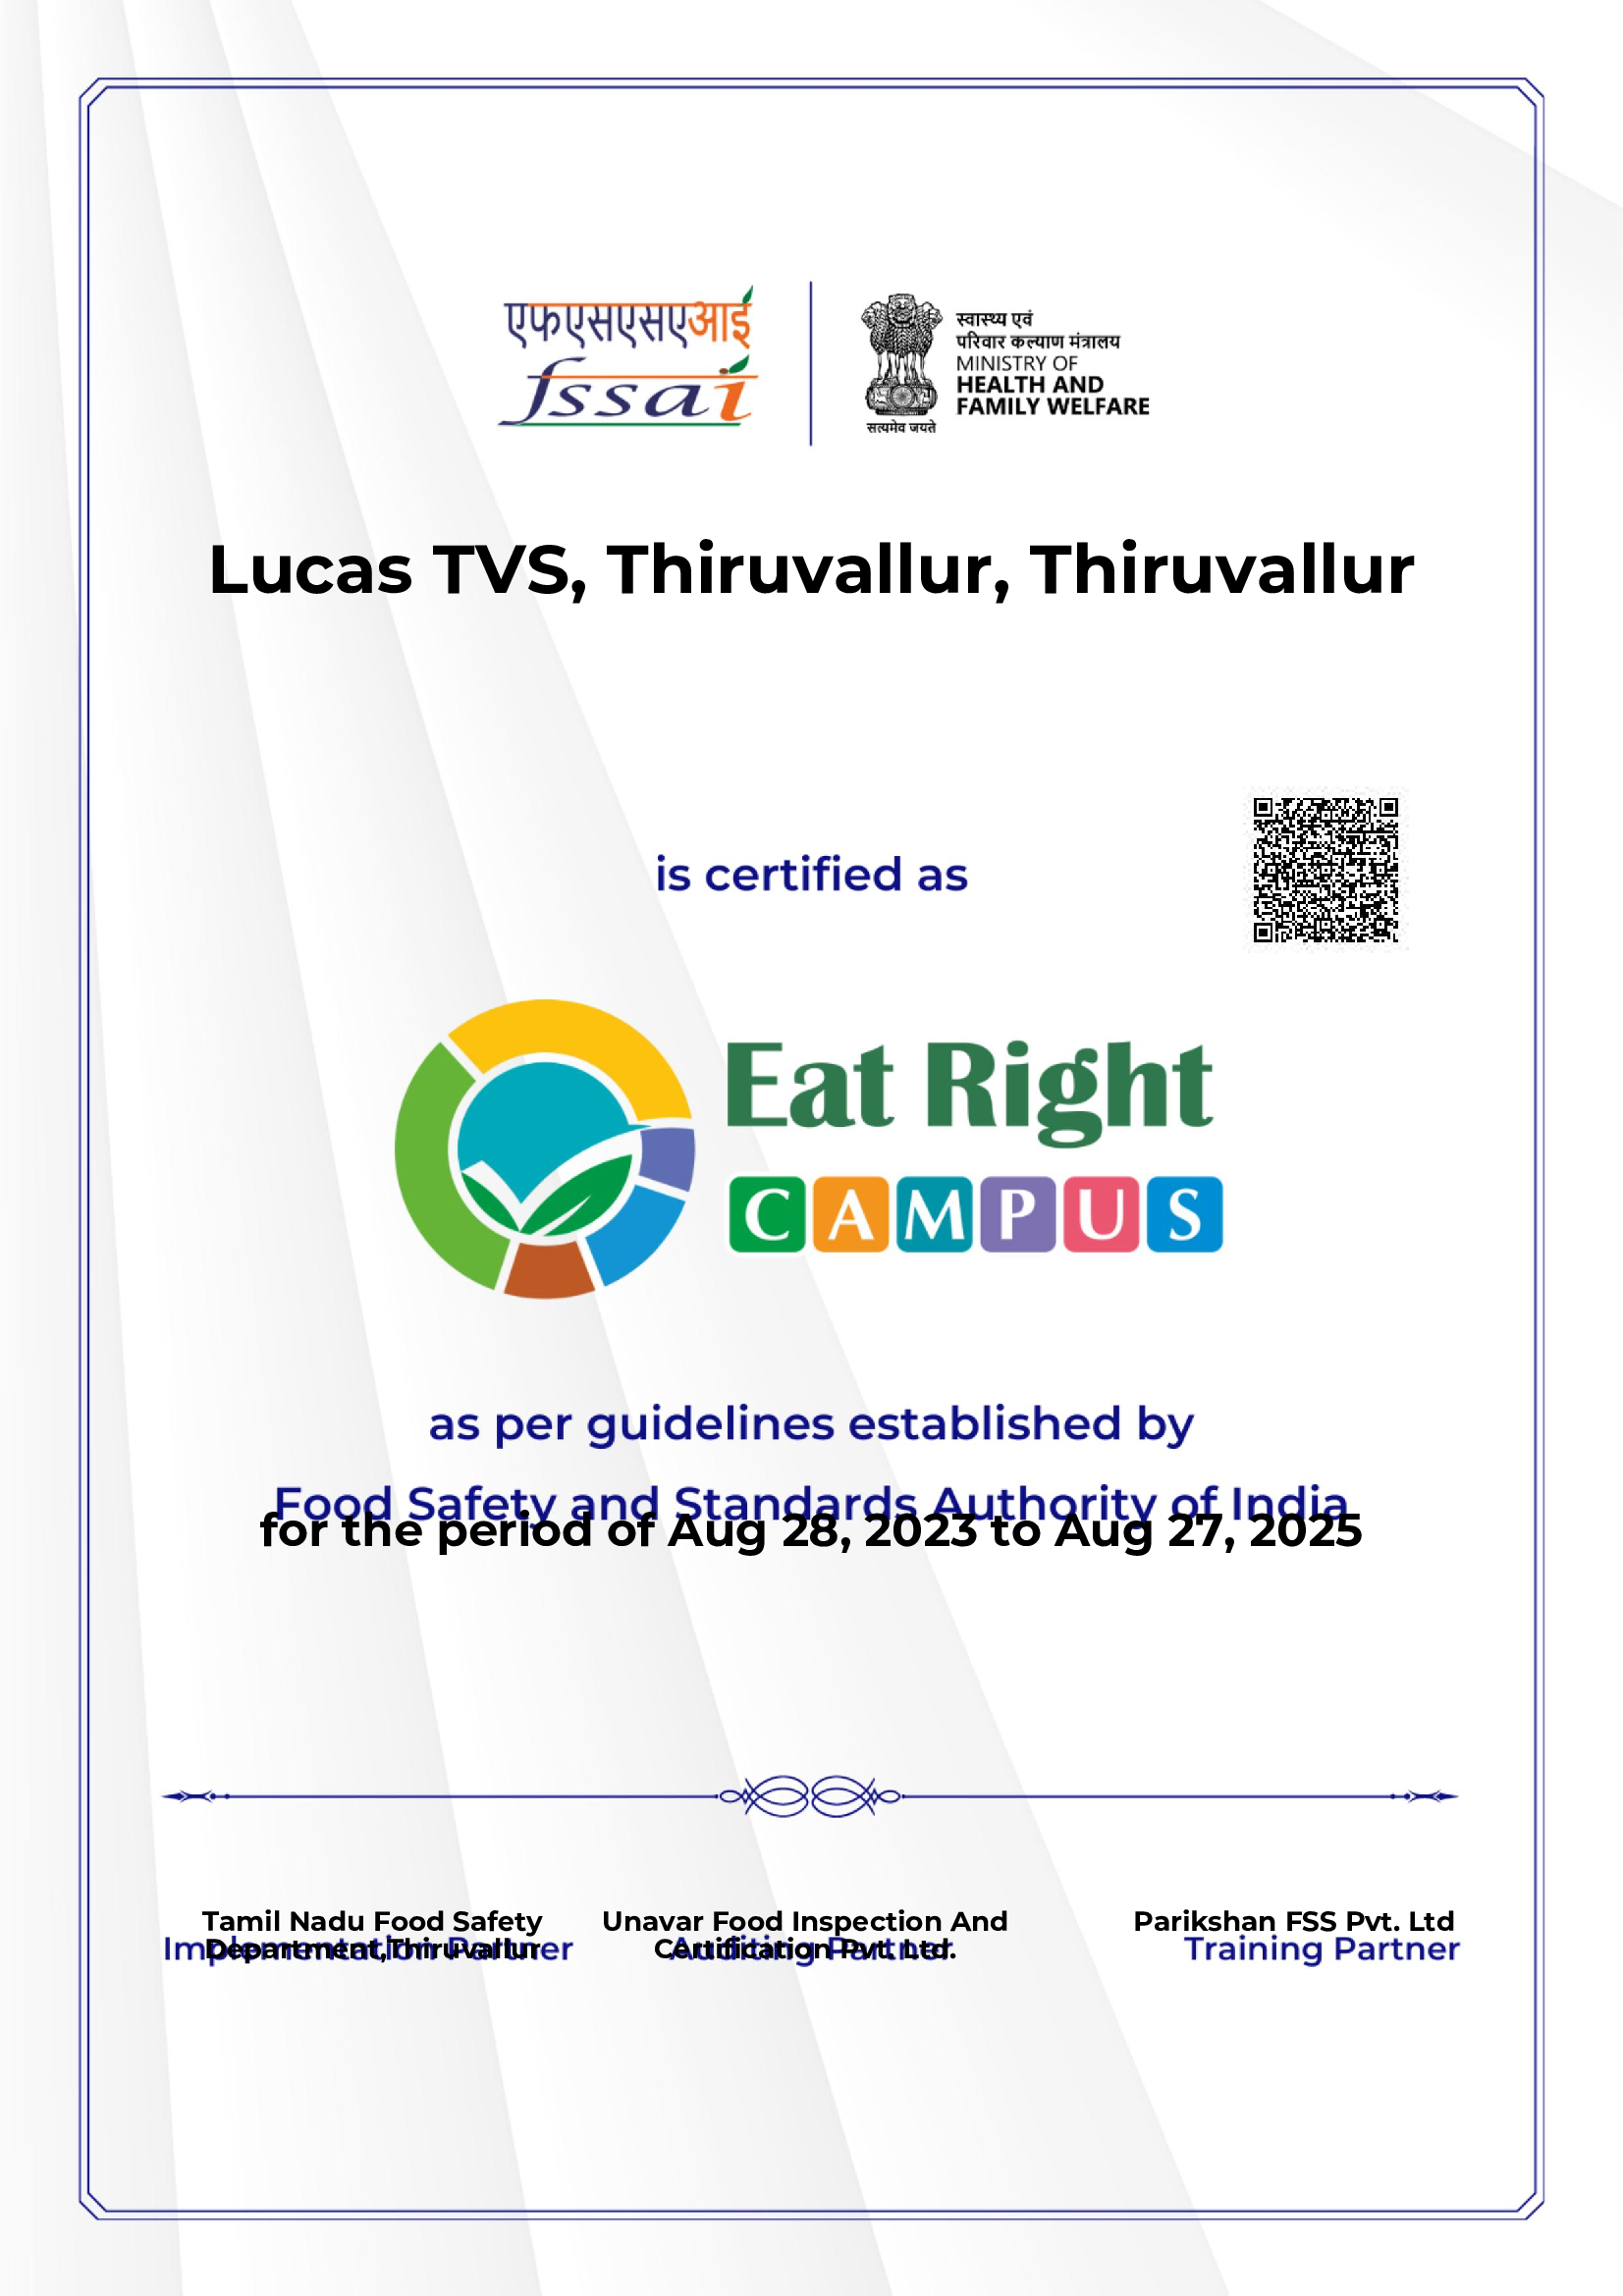 एफएसएसएआई
fssai
स्वास्थ्य एवं
परिवार कल्याण मंत्रालय
MINISTRY OF
HEALTH AND
FAMILY WELFARE
सत्यमेव जयते
Lucas TVS, Thiruvallur, Thiruvallur
is certified as
Eat Right
CAMPUS
as per guidelines established by
Food Safety and Standards Authority of India
for the period of Aug 28, 2023 to Aug 27, 2025
Tamil Nadu Food Safety
Department,Thiruvallur
Implementation Partner
Unavar Food Inspection And
Certification Pvt. Ltd.
Auditing Partner
Parikshan FSS Pvt. Ltd
Training Partner